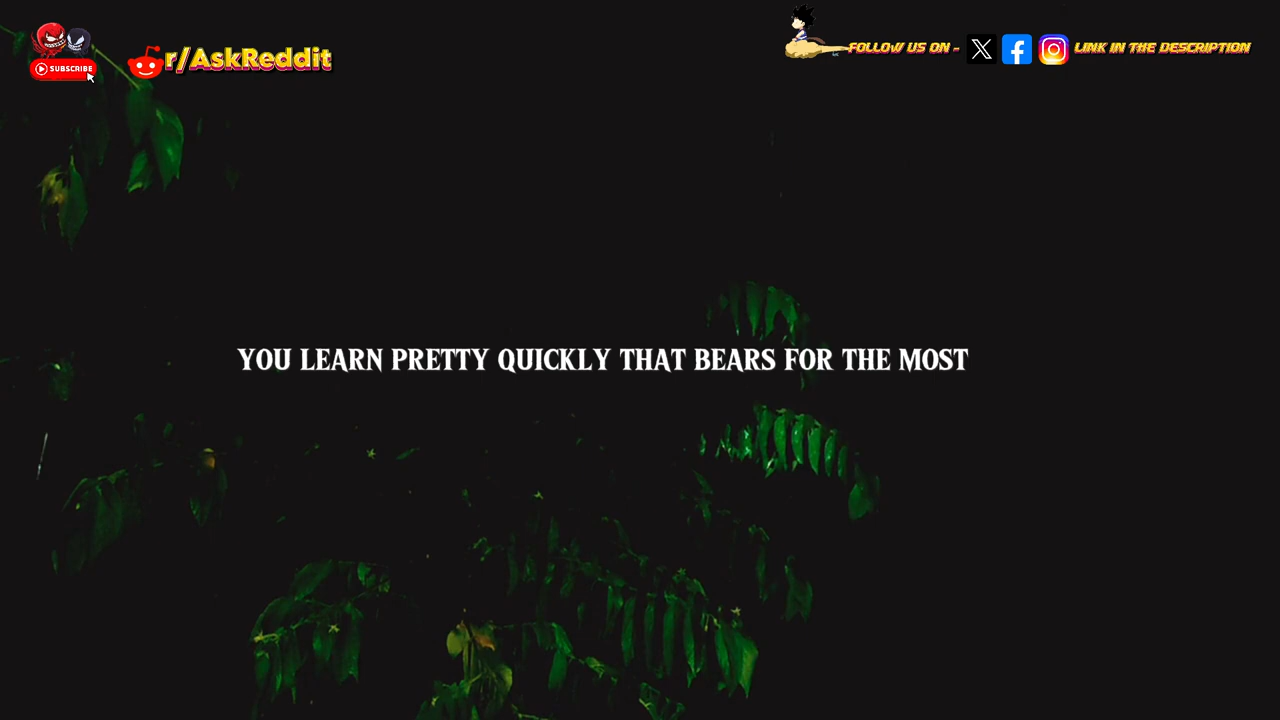 SUBSCRIBE
r/AskReddit
FOLLOW US ON -
LINK IN THE DESCRIPTION
YOU LEARN PRETTY QUICKLY THAT BEARS FOR THE MOST